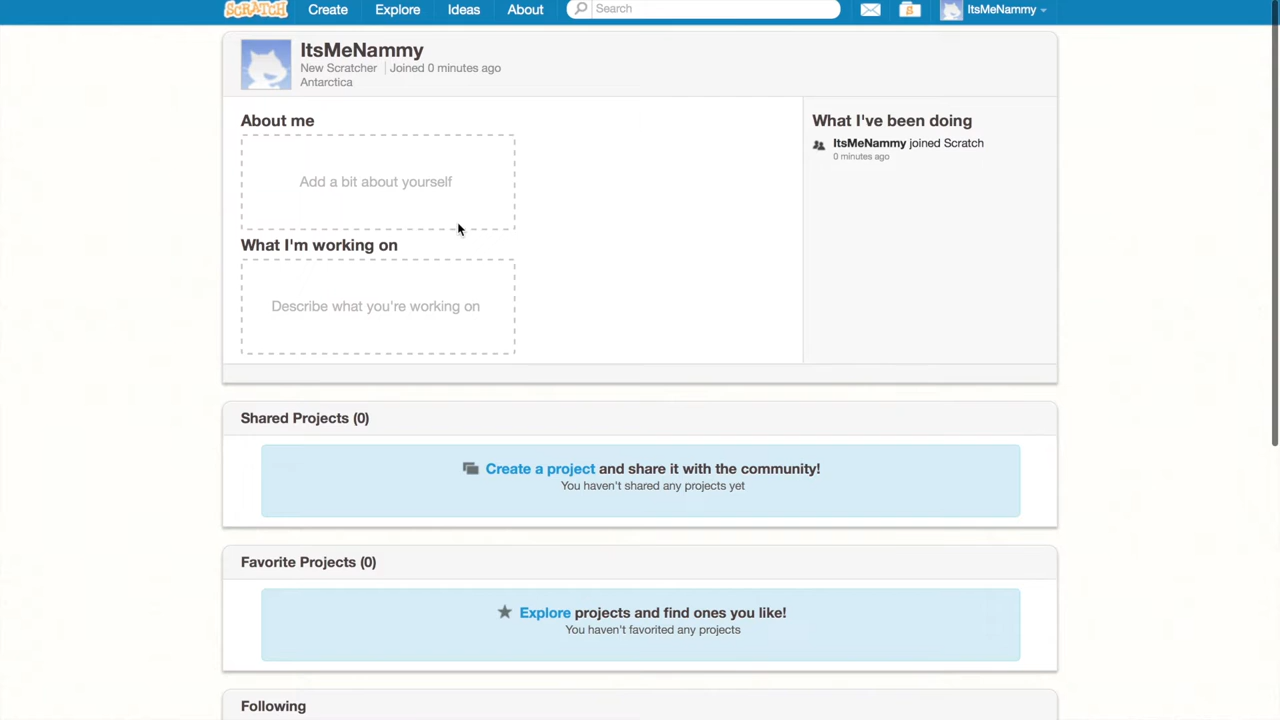 SCRATCH Create Explore Ideas About Search ItsMeNammy
ItsMeNammy
New Scratcher Joined 0 minutes ago
Antarctica
About me
Add a bit about yourself
What I'm working on
Describe what you're working on
What I've been doing
ItsMeNammy joined Scratch
0 minutes ago
Shared Projects (0)
Create a project and share it with the community!
You haven't shared any projects yet
Favorite Projects (0)
Explore projects and find ones you like!
You haven't favorited any projects
Following